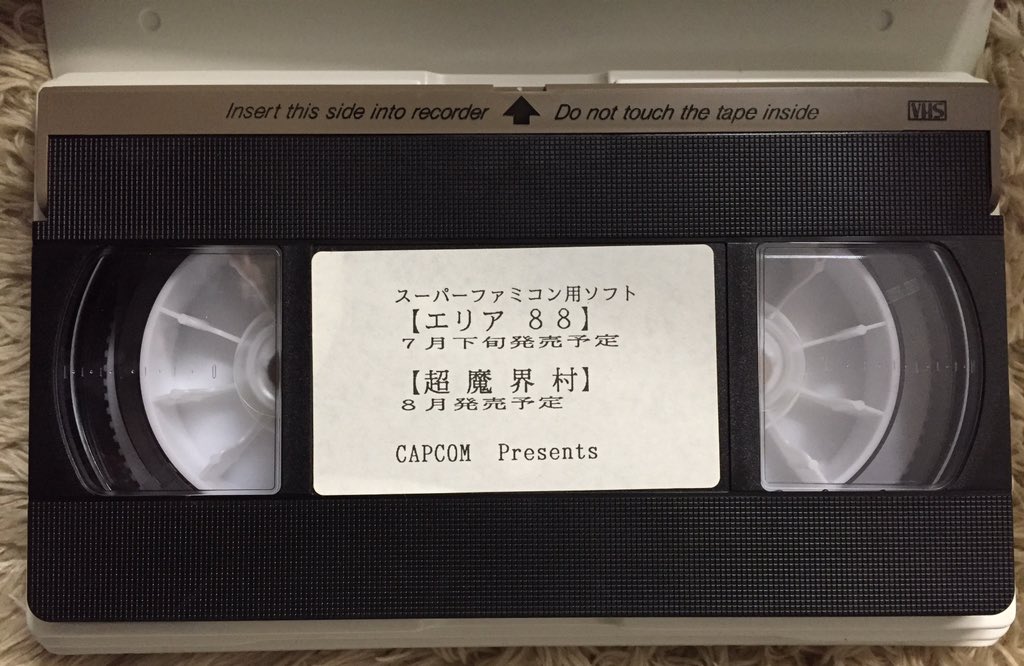 Insert this side into recorder Do not touch the tape inside VHS
スーパーファミコン用ソフト
【エリア 88】
7月下旬発売予定
【超 魔 界 村】
8月発売予定
CAPCOM Presents